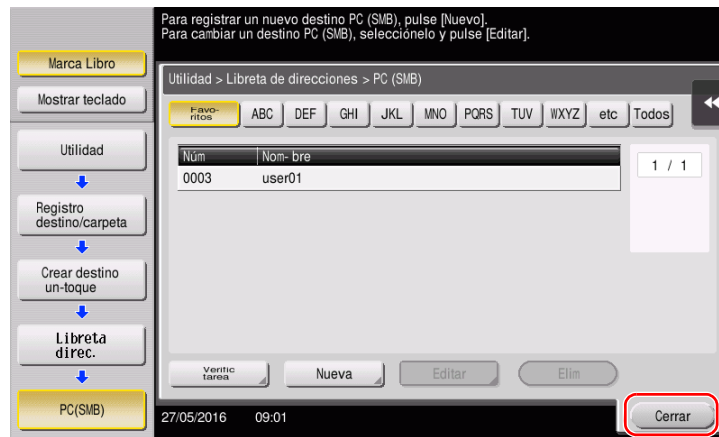 Para registrar un nuevo destino PC (SMB), pulse [Nuevo].
Para cambiar un destino PC (SMB), selecciónelo y pulse [Editar].
Marca Libro
Mostrar teclado
Utilidad
Registro
destino/carpeta
Crear destino
un-toque
Libreta
direc.
PC(SMB)
Utilidad > Libreta de direcciones > PC (SMB)
Favo-
ritos
ABC
DEF
GHI
JKL
MNO
PQRS
TUV
WXYZ
etc
Todos
Núm Nom- bre
0003 user01
1 / 1
Verific
tarea
Nueva
Editar
Elim
27/05/2016 09:01
Cerrar